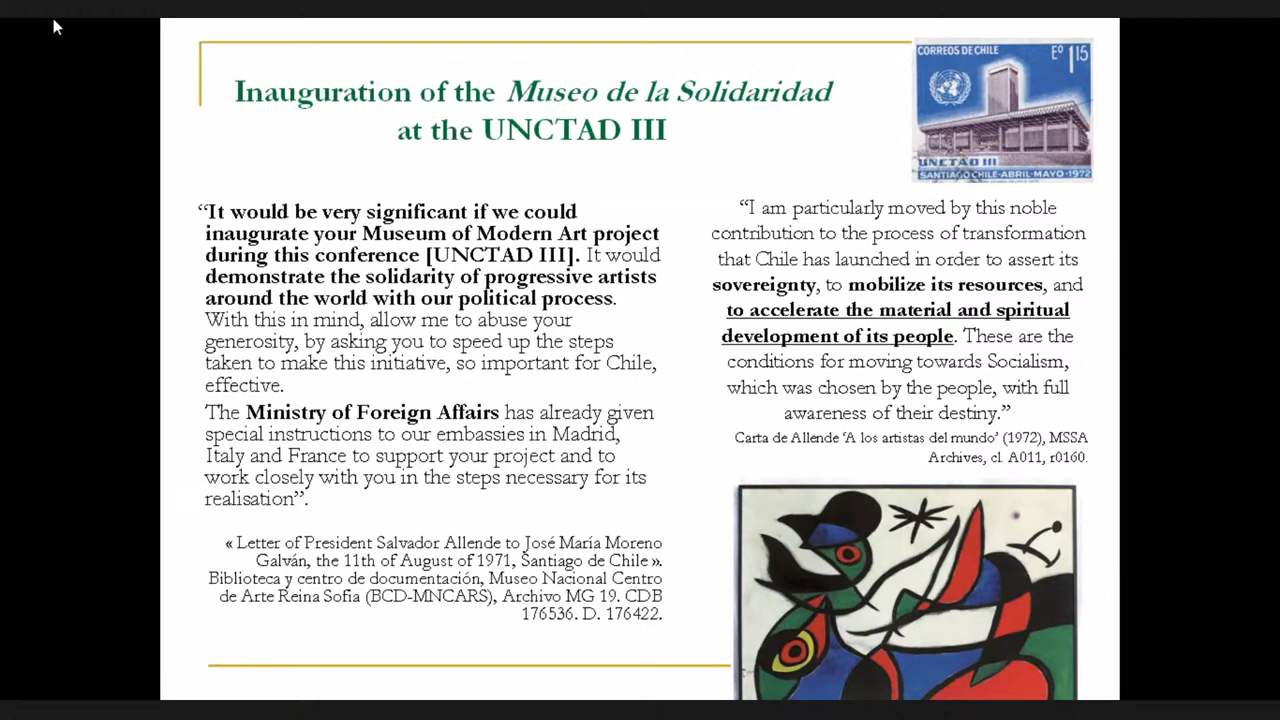 Inauguration of the Museo de la Solidaridad
at the UNCTAD III
CORREOS DE CHILE
Eº 1,15
UNCTAD III
SANTIAGO CHILE-ABRIL-MAYO-1972
“It would be very significant if we could
inaugurate your Museum of Modern Art project
during this conference [UNCTAD III]. It would
demonstrate the solidarity of progressive artists
around the world with our political process.
With this in mind, allow me to abuse your
generosity, by asking you to speed up the steps
taken to make this initiative, so important for Chile,
effective.
The Ministry of Foreign Affairs has already given
special instructions to our embassies in Madrid,
Italy and France to support your project and to
work closely with you in the steps necessary for its
realisation”.
« Letter of President Salvador Allende to José María Moreno
Galván, the 11th of August of 1971, Santiago de Chile ».
Biblioteca y centro de documentación, Museo Nacional Centro
de Arte Reina Sofia (BCD-MNCARS), Archivo MG 19. CDB
176536. D. 176422.
“I am particularly moved by this noble
contribution to the process of transformation
that Chile has launched in order to assert its
sovereignty, to mobilize its resources, and
to accelerate the material and spiritual
development of its people. These are the
conditions for moving towards Socialism,
which was chosen by the people, with full
awareness of their destiny.”
Carta de Allende ‘A los artistas del mundo’ (1972), MSSA
Archives, cl. A011, r0160.